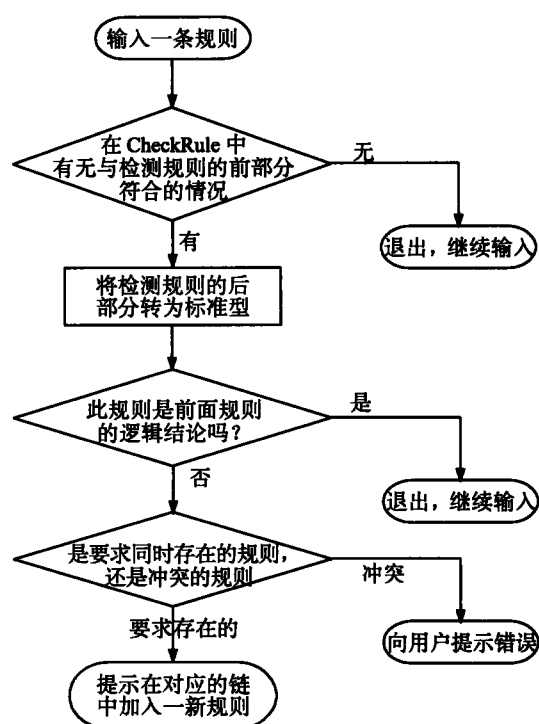 输入一条规则
在 CheckRule 中
有无与检测规则的前部分
符合的情况
无
退出，继续输入
有
将检测规则的后
部分转为标准型
此规则是前面规则
的逻辑结论吗？
是
退出，继续输入
否
是要求同时存在的规则，
还是冲突的规则
冲突
向用户提示错误
要求存在的
提示在对应的链
中加入一新规则